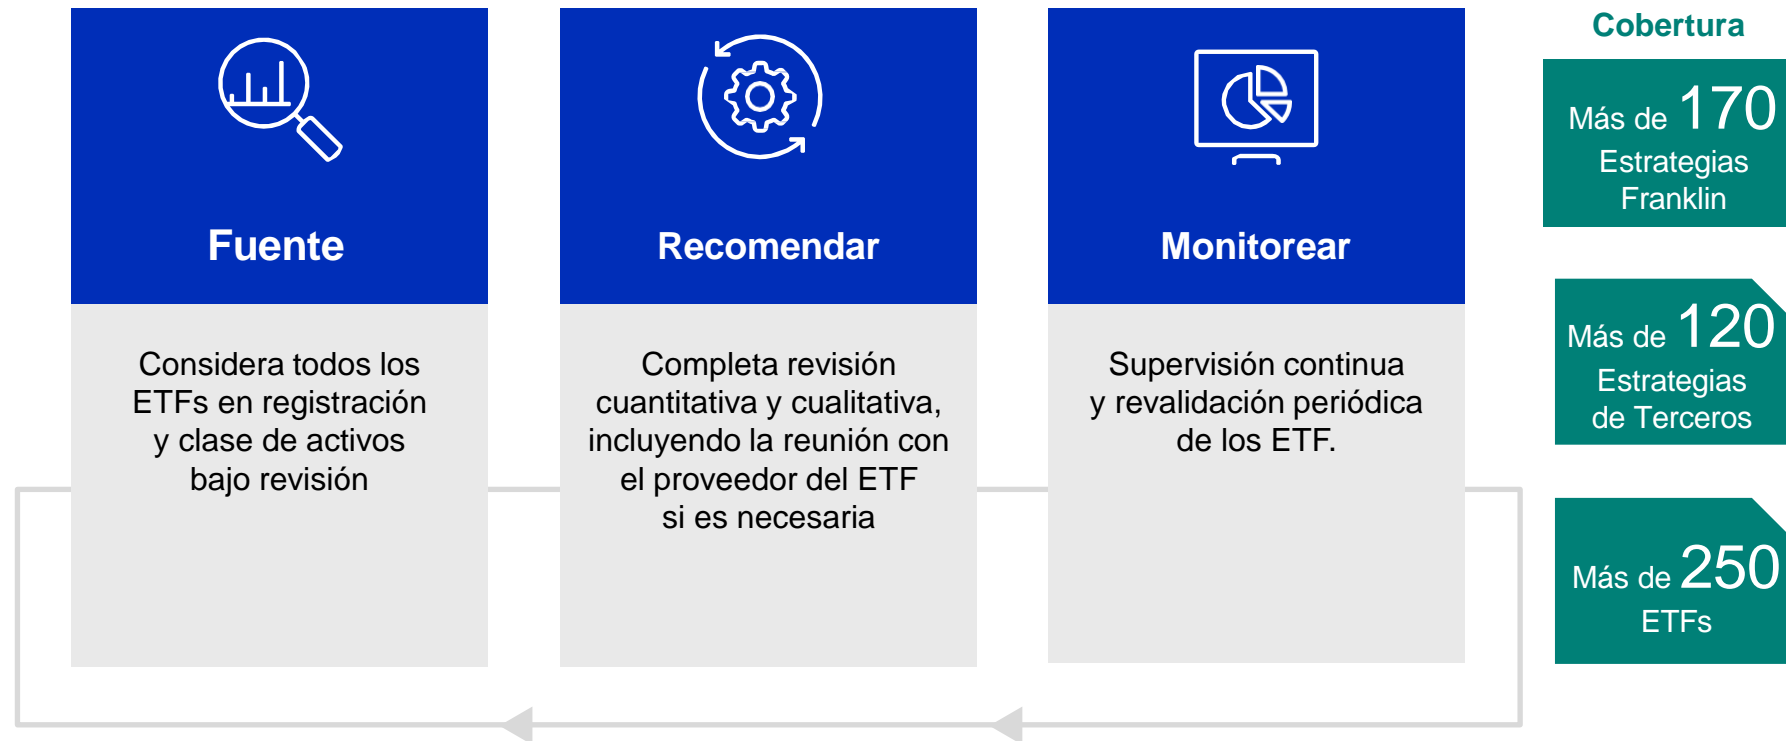 Fuente
Considera todos los
ETFs en registración
y clase de activos
bajo revisión
Recomendar
Completa revisión
cuantitativa y cualitativa,
incluyendo la reunión con
el proveedor del ETF
si es necesaria
Monitorear
Supervisión continua
y revalidación periódica
de los ETF.
Cobertura
Más de 170
Estrategias
Franklin
Más de 120
Estrategias
de Terceros
Más de 250
ETFs